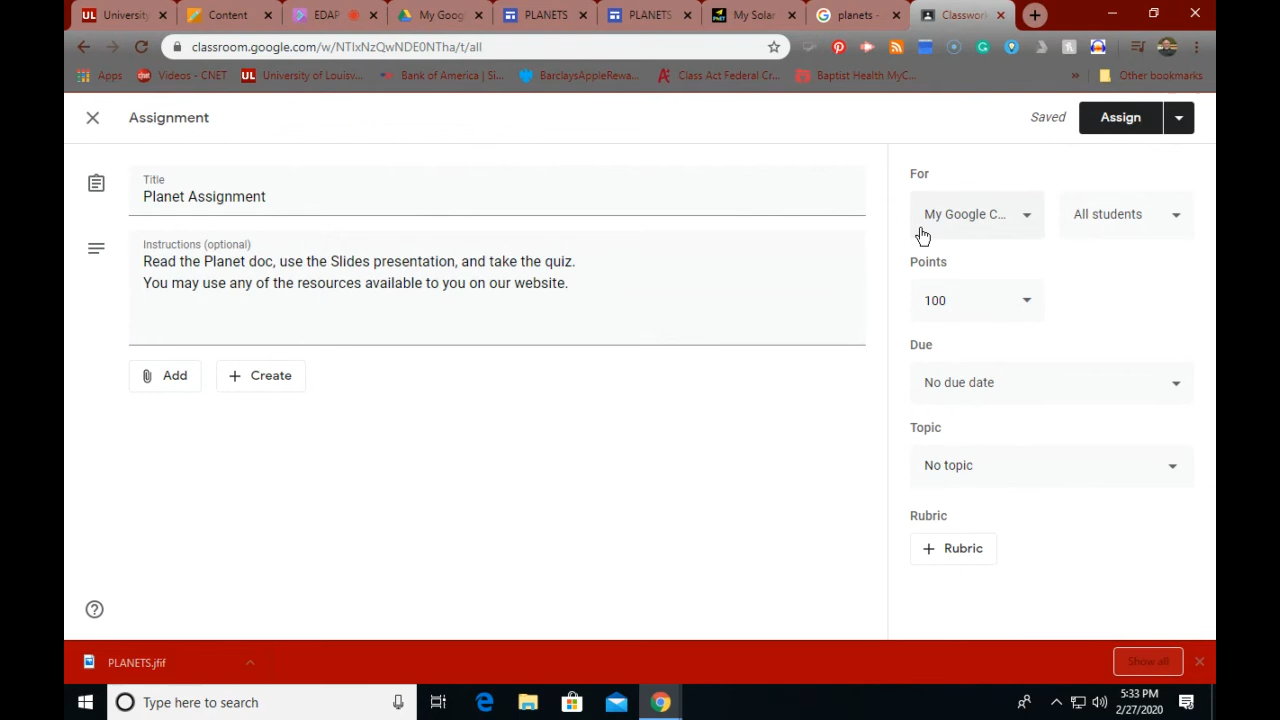 University
Content
EDAP
My Goog
PLANETS
PLANETS
My Solar
planets -
Classwork
classroom.google.com/w/NTIxNzQwNDE0NTha/t/all
Apps
Videos - CNET
University of Louisv...
Bank of America | Si...
BarclaysAppleRewa...
Class Act Federal Cr...
Baptist Health MyC...
»
Other bookmarks
Assignment
Saved
Assign
Title
Planet Assignment
Instructions (optional)
Read the Planet doc, use the Slides presentation, and take the quiz.
You may use any of the resources available to you on our website.
Add
+ Create
For
My Google C...
All students
Points
100
Due
No due date
Topic
No topic
Rubric
+ Rubric
PLANETS.jfif
Show all
Type here to search
5:33 PM
2/27/2020